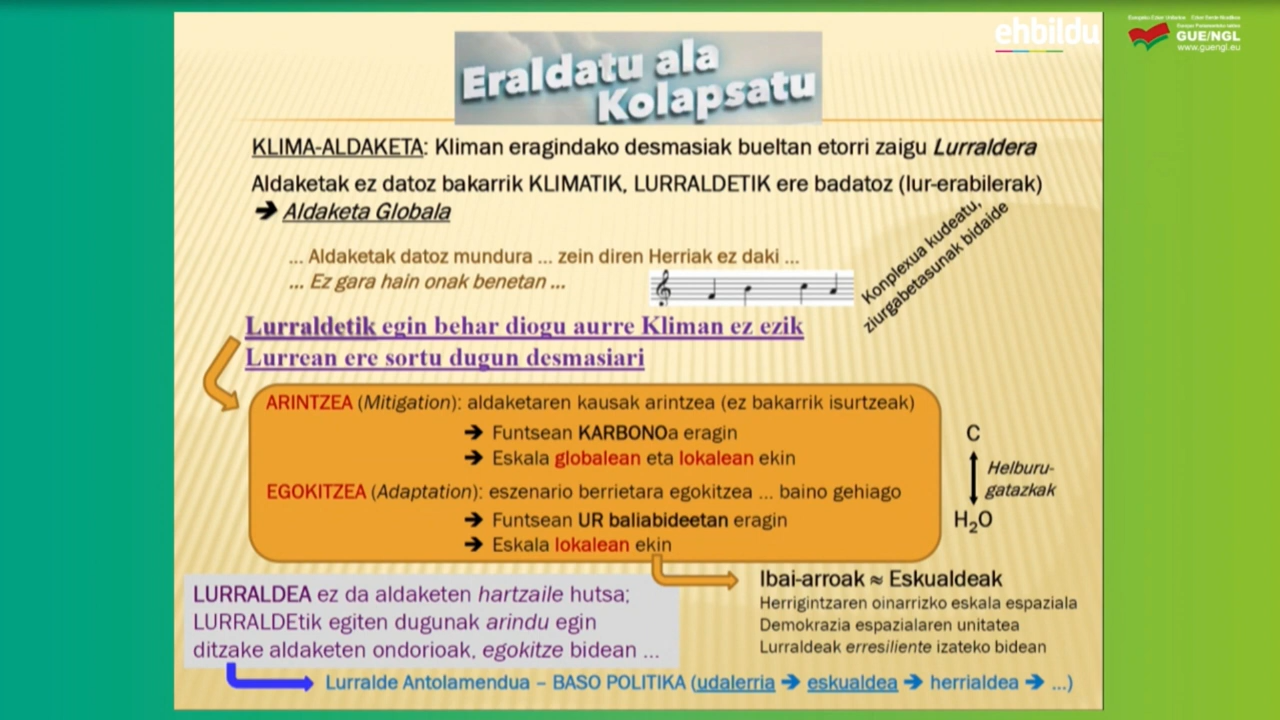 ehbildu
GUE/NGL
www.guengl.eu
Eraldatu ala
Kolapsatu
KLIMA-ALDAKETA: Kliman eragindako desmasiak bueltan etorri zaigu Lurraldera
Aldaketak ez datoz bakarrik KLIMATIK, LURRALDETIK ere badatoz (lur-erabilerak)
➔ Aldaketa Globala
... Aldaketak datoz mundura ... zein diren Herriak ez daki ...
... Ez gara hain onak benetan ...
Konplexua kudeatu,
ziurgabetasunak bidaide
Lurraldetik egin behar diogu aurre Kliman ez ezik
Lurrean ere sortu dugun desmasiari
ARINTZEA (Mitigation): aldaketaren kausak arintzea (ez bakarrik isurtzeak)
➔ Funtsean KARBONOa eragin
➔ Eskala globalean eta lokalean ekin
EGOKITZEA (Adaptation): eszenario berrietara egokitzea ... baino gehiago
➔ Funtsean UR baliabideetan eragin
➔ Eskala lokalean ekin
C
Helburu-
gatazkak
H₂O
Ibai-arroak ≈ Eskualdeak
Herrigintzaren oinarrizko eskala espaziala
Demokrazia espazialaren unitatea
Lurraldeak erresiliente izateko bidean
LURRALDEA ez da aldaketen hartzaile hutsa;
LURRALDEtik egiten dugunak arindu egin
ditzake aldaketen ondorioak, egokitze bidean ...
Lurralde Antolamendua – BASO POLITIKA (udalerria ➔ eskualdea ➔ herrialdea ➔ ...)